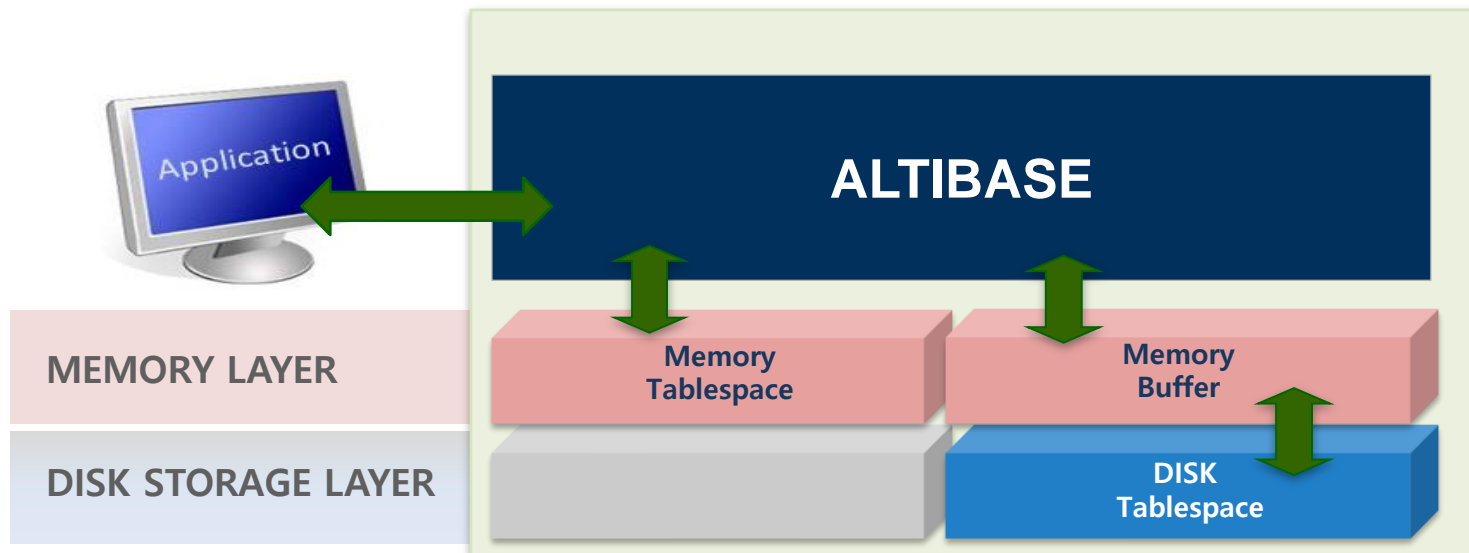 Application
ALTIBASE
MEMORY LAYER
Memory
Tablespace
Memory
Buffer
DISK STORAGE LAYER
DISK
Tablespace